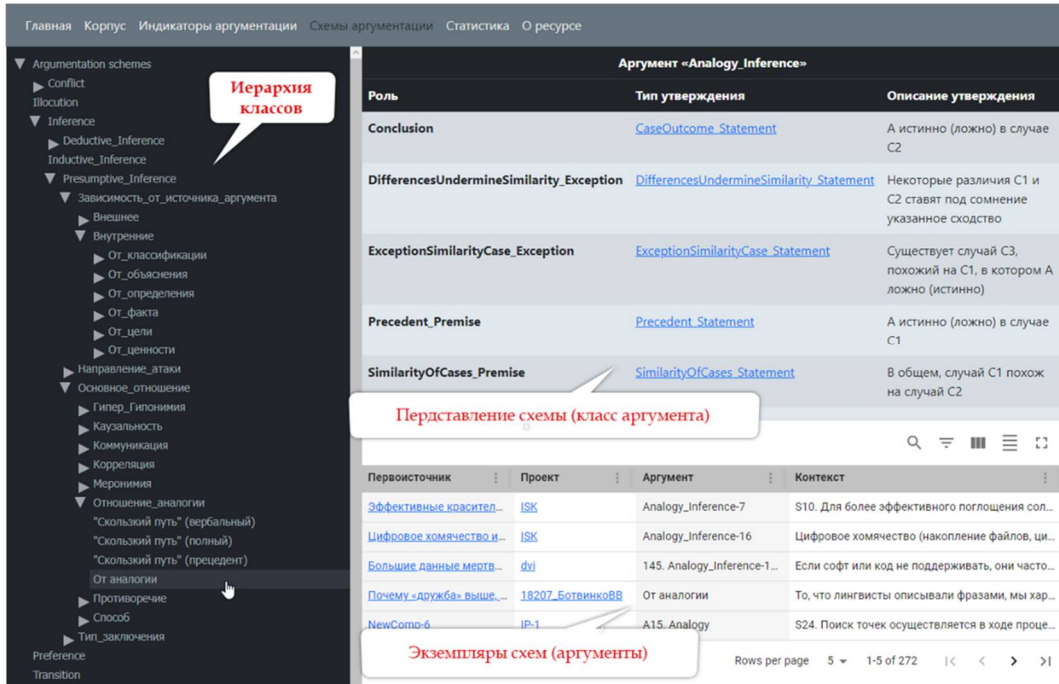 Главная Корпус Индикаторы аргументации Схемы аргументации Статистика О ресурсе
Argumentation schemes
Conflict
Illocution
Inference
Deductive_Inference
Inductive_Inference
Presumptive_Inference
Зависимость_от_источника_аргумента
Внешнее
Внутренние
От_классификации
От_объяснения
От_определения
От_факта
От_цели
От_ценности
Направление_атаки
Основное_отношение
Гипер_Гипонимия
Каузальность
Коммуникация
Корреляция
Меронимия
Отношение_аналогии
"Скользкий путь" (вербальный)
"Скользкий путь" (полный)
"Скользкий путь" (прецедент)
От аналогии
Противоречие
Способ
Тип_заключения
Preference
Transition
Иерархия
классов
Аргумент «Analogy_Inference»
Роль Тип утверждения Описание утверждения
Conclusion CaseOutcome_Statement А истинно (ложно) в случае
С2
DifferencesUndermineSimilarity_Exception DifferencesUndermineSimilarity_Statement Некоторые различия С1 и
С2 ставят под сомнение
указанное сходство
ExceptionSimilarityCase_Exception ExceptionSimilarityCase_Statement Существует случай С3,
похожий на С1, в котором А
ложно (истинно)
Precedent_Premise Precedent_Statement А истинно (ложно) в случае
С1
SimilarityOfCases_Premise SimilarityOfCases_Statement В общем, случай С1 похож
на случай С2
Пердставление схемы (класс аргумента)
Первоисточник Проект Аргумент Контекст
Эффективные красител... ISK Analogy_Inference-7 S10. Для более эффективного поглощения сол...
Цифровое хомячество и... ISK Analogy_Inference-16 Цифровое хомячество (накопление файлов, ци...
Большие данные мертв... dvi 145. Analogy_Inference-1... Если софт или код не поддерживать, они часто...
Почему «дружба» выше, ... 18207_БотвинкоВВ От аналогии То, что лингвисты описывали фразами, мы хар...
NewComp-6 IP-1 A15. Analogy S24. Поиск точек осуществляется в ходе проце...
Экземпляры схем (аргументы)
Rows per page 5 1-5 of 272